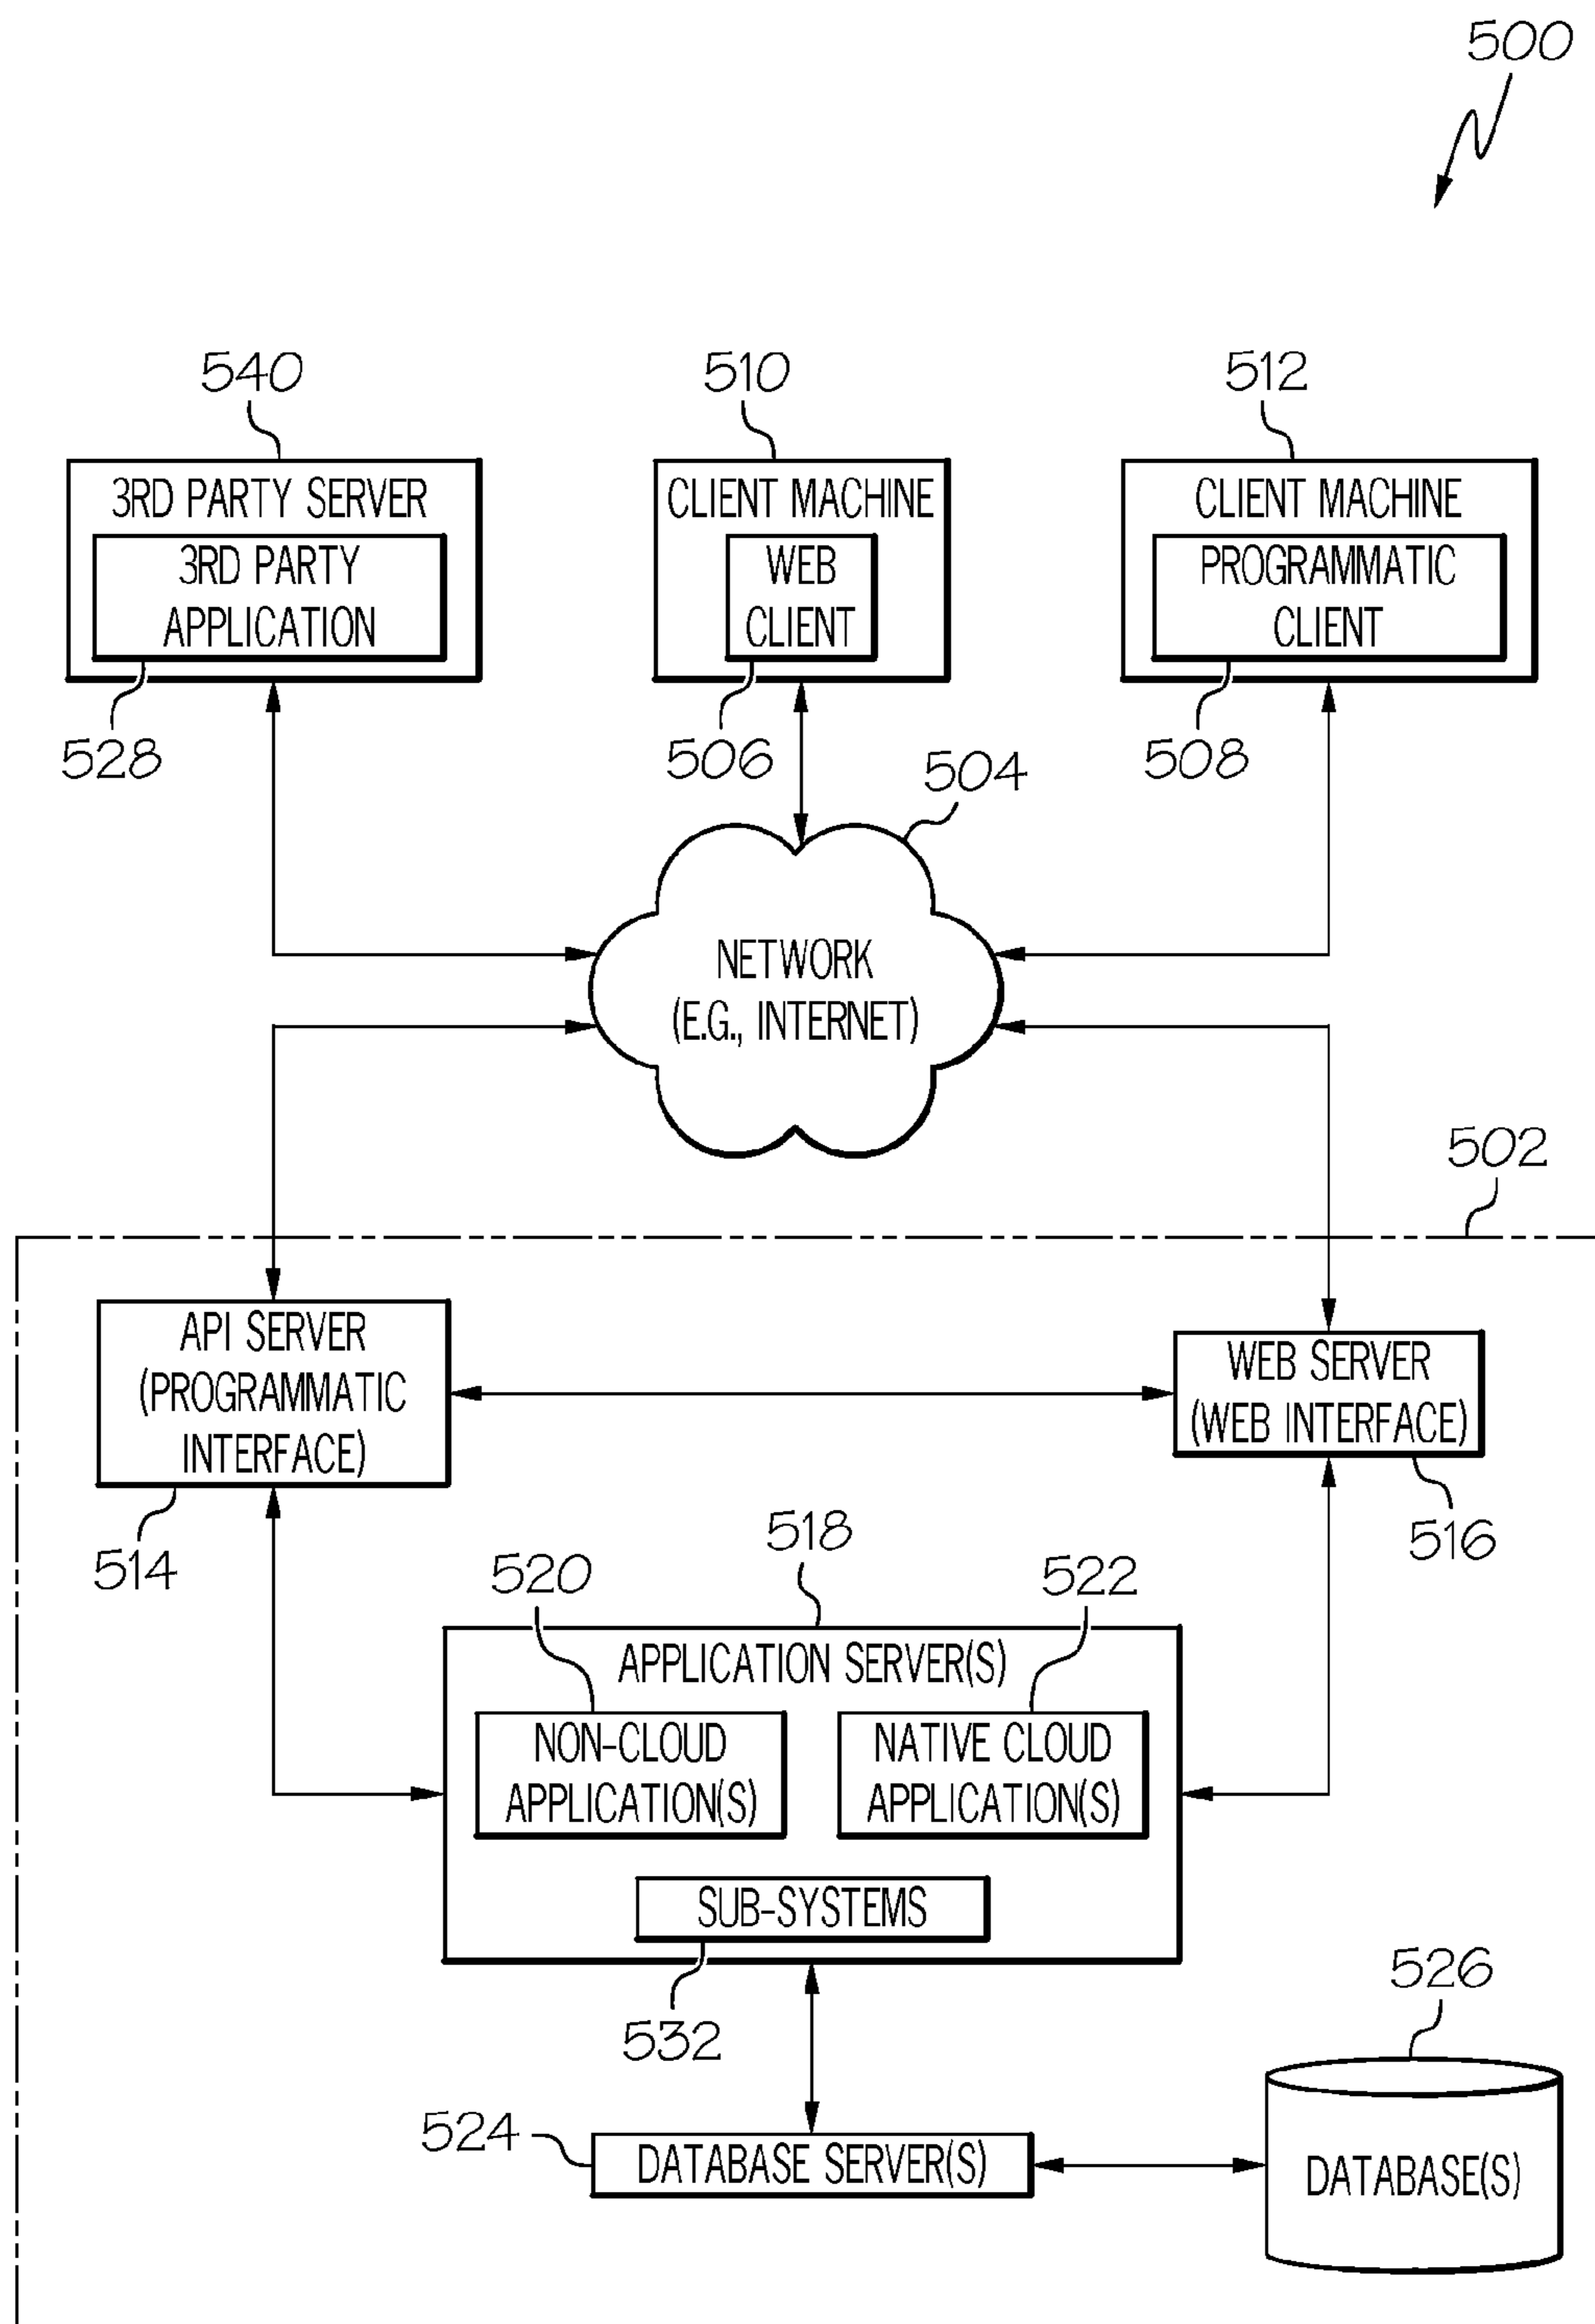 500
540
510
512
3RD PARTY SERVER
3RD PARTY
APPLICATION
528
CLIENT MACHINE
WEB
CLIENT
506
CLIENT MACHINE
PROGRAMMATIC
CLIENT
508
504
NETWORK
(E.G., INTERNET)
502
API SERVER
(PROGRAMMATIC
INTERFACE)
514
WEB SERVER
(WEB INTERFACE)
516
518
520
522
APPLICATION SERVER(S)
NON-CLOUD
APPLICATION(S)
NATIVE CLOUD
APPLICATION(S)
SUB-SYSTEMS
532
526
524
DATABASE SERVER(S)
DATABASE(S)